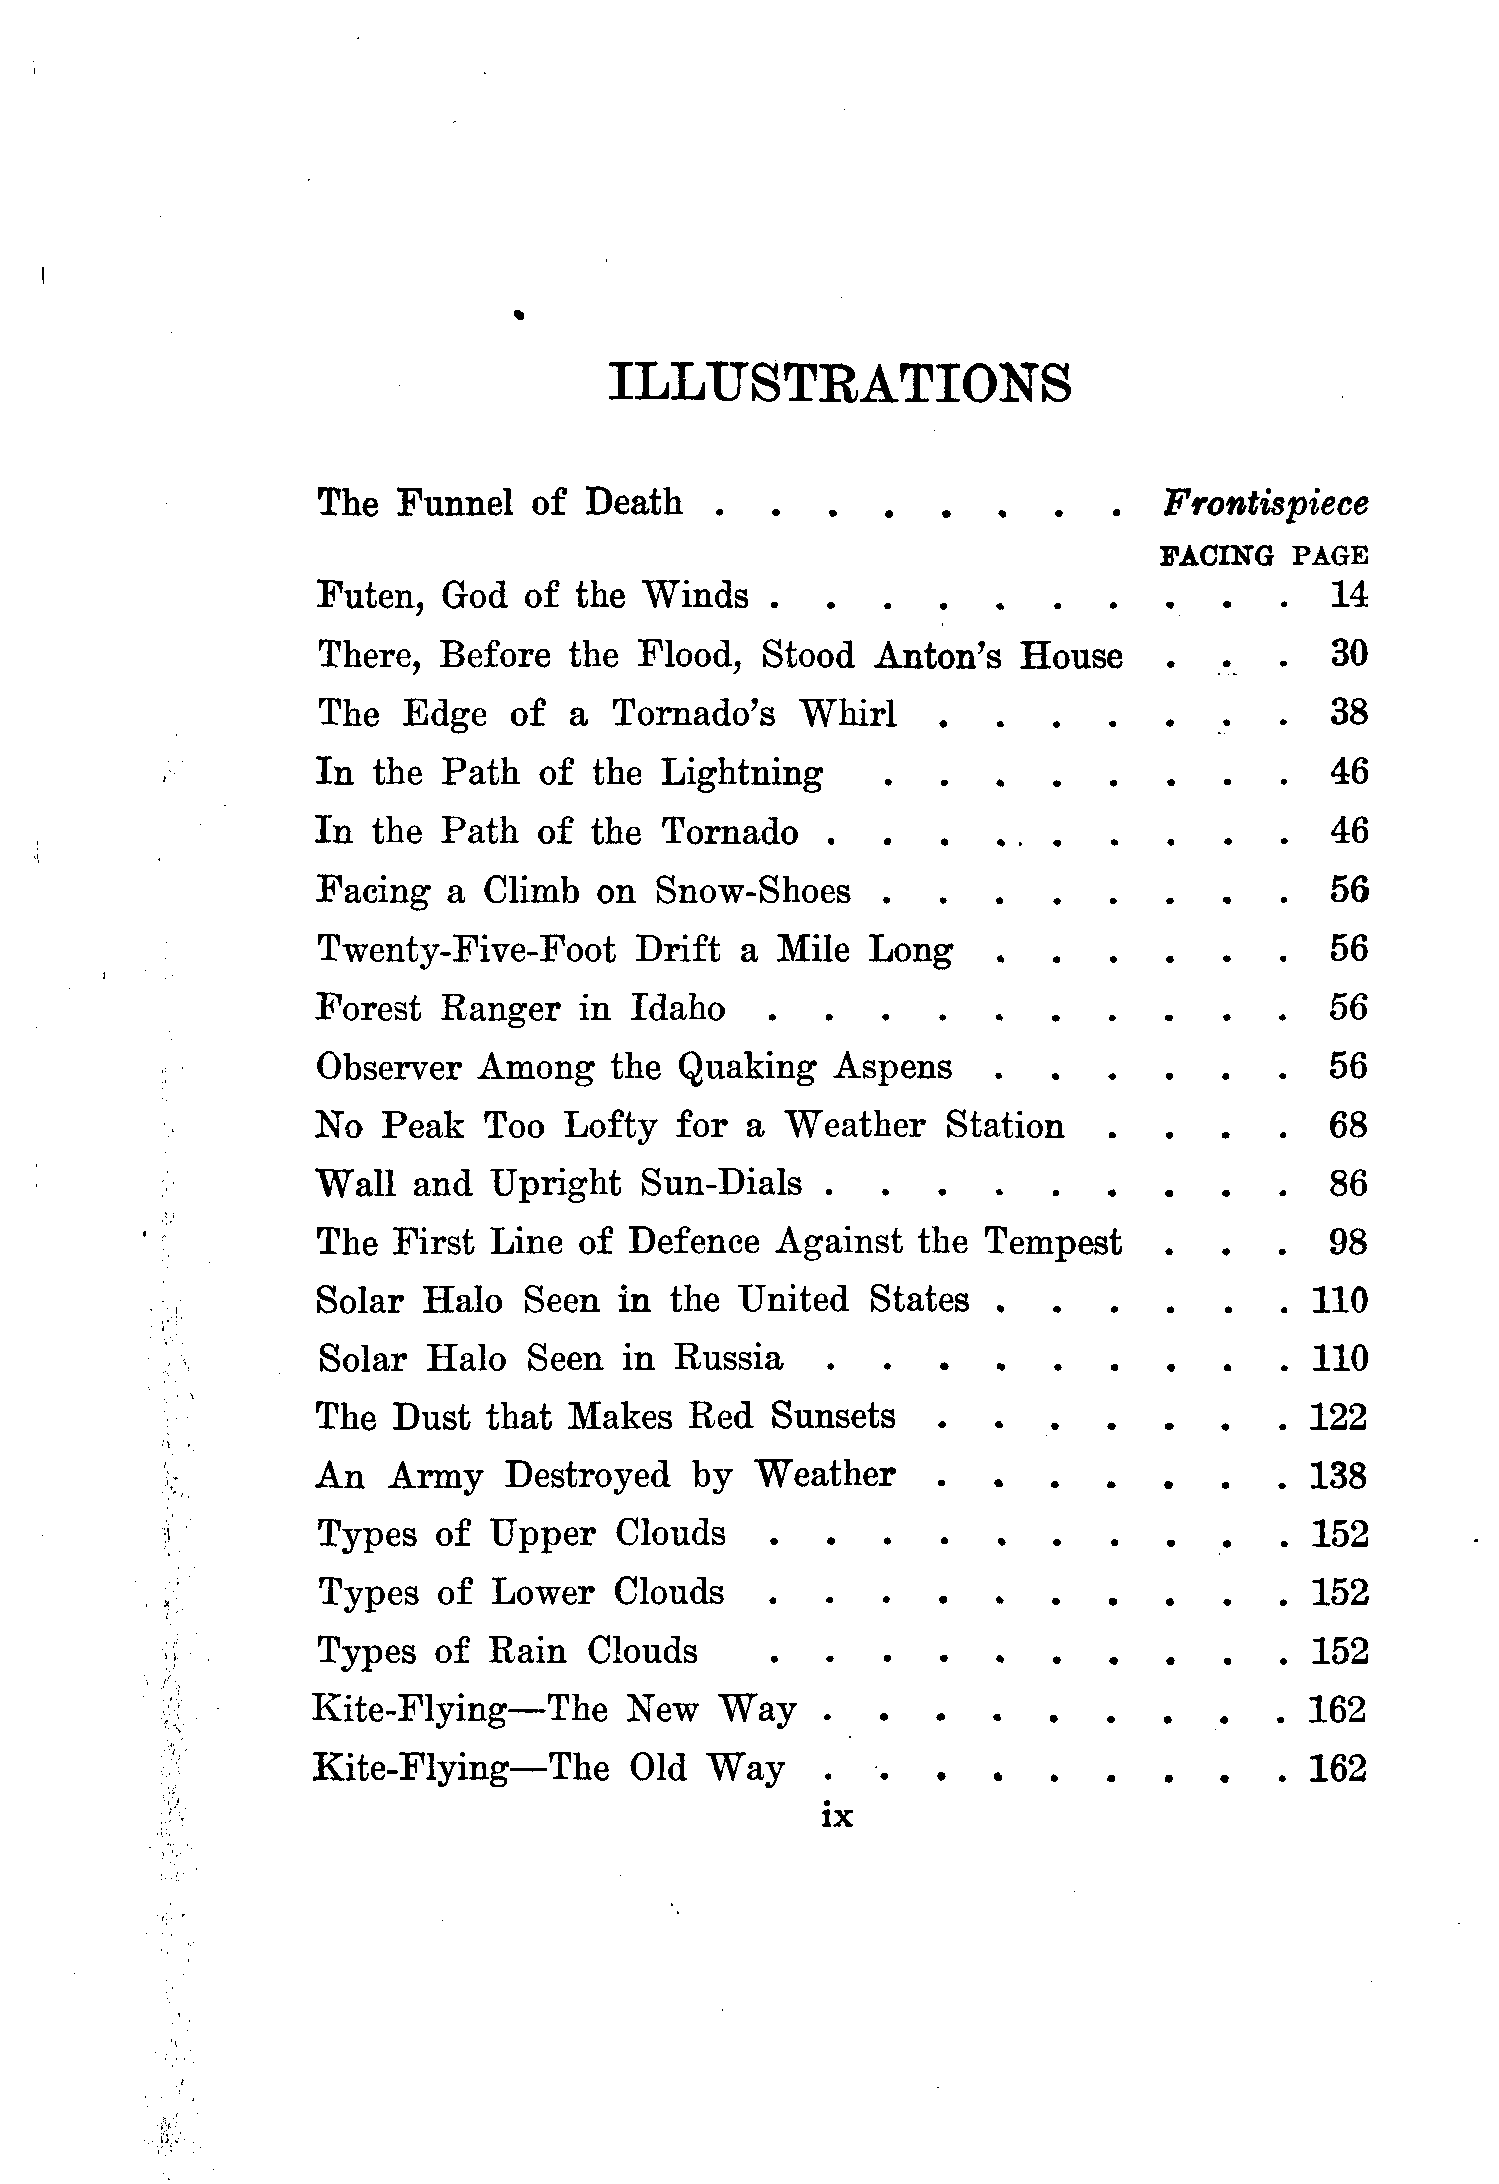 ILLUSTRATIONS
The Funnel of Death . . . . . . . . Frontispiece
FACING PAGE
Futen, God of the Winds . . . . . . . . . . 14
There, Before the Flood, Stood Anton's House . . . 30
The Edge of a Tornado's Whirl . . . . . . . 38
In the Path of the Lightning . . . . . . . . 46
In the Path of the Tornado . . . . . . . . . 46
Facing a Climb on Snow-Shoes . . . . . . . . 56
Twenty-Five-Foot Drift a Mile Long . . . . . . 56
Forest Ranger in Idaho . . . . . . . . . . 56
Observer Among the Quaking Aspens . . . . . . 56
No Peak Too Lofty for a Weather Station . . . . 68
Wall and Upright Sun-Dials . . . . . . . . . 86
The First Line of Defence Against the Tempest . . . 98
Solar Halo Seen in the United States . . . . . . 110
Solar Halo Seen in Russia . . . . . . . . . 110
The Dust that Makes Red Sunsets . . . . . . . 122
An Army Destroyed by Weather . . . . . . . 138
Types of Upper Clouds . . . . . . . . . . 152
Types of Lower Clouds . . . . . . . . . . 152
Types of Rain Clouds . . . . . . . . . . 152
Kite-Flying—The New Way . . . . . . . . . 162
Kite-Flying—The Old Way . . . . . . . . . 162
ix